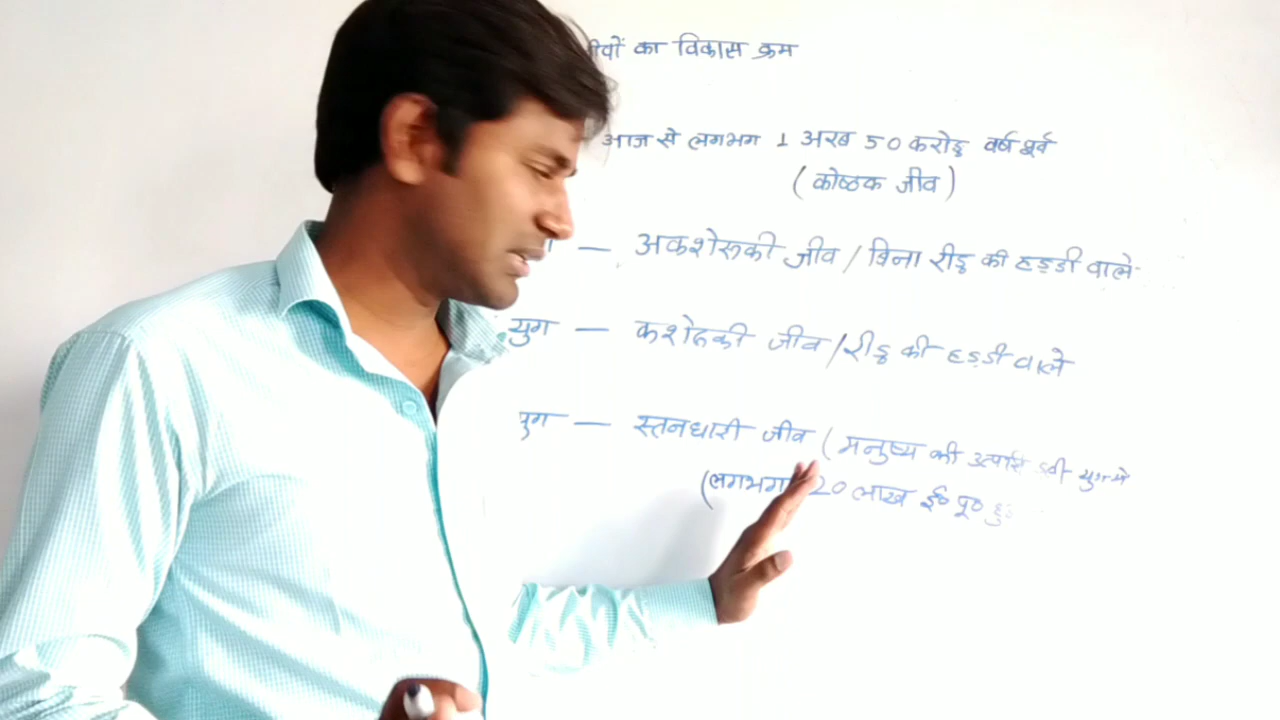 का विकास क्रम
आज से लगभग 1 अरब 50 करोड़ वर्ष पूर्व
(कोष्ठक जीव)
— अकशेरूकी जीव / बिना रीढ़ की हड्डी वाले
युग — कशेरूकी जीव / रीढ़ की हड्डी वाले
युग — स्तनधारी जीव (मनुष्य की उत्पत्ति इसी युग मे
(लगभग 20 लाख ई० पू०